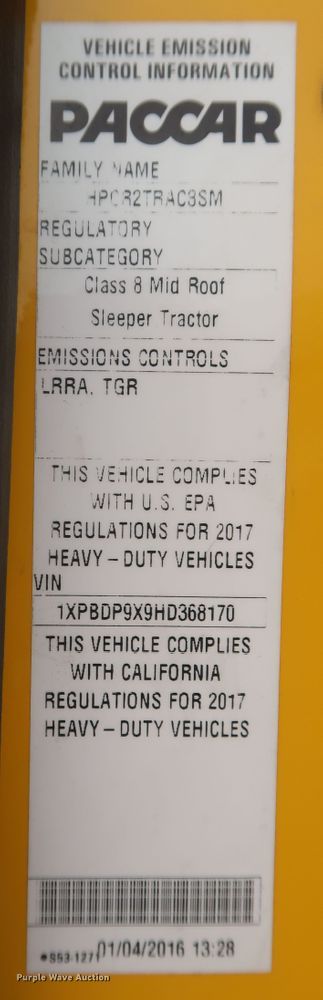 VEHICLE EMISSION
CONTROL INFORMATION
PACCAR
FAMILY NAME
HPCR2TRAC3SM
REGULATORY
SUBCATEGORY
Class 8 Mid Roof
Sleeper Tractor
EMISSIONS CONTROLS
LRRA, TGR
THIS VEHICLE COMPLIES
WITH U.S. EPA
REGULATIONS FOR 2017
HEAVY – DUTY VEHICLES
VIN
1XPBDP9X9HD368170
THIS VEHICLE COMPLIES
WITH CALIFORNIA
REGULATIONS FOR 2017
HEAVY – DUTY VEHICLES
01/04/2016 13:28
Purple Wave Auction